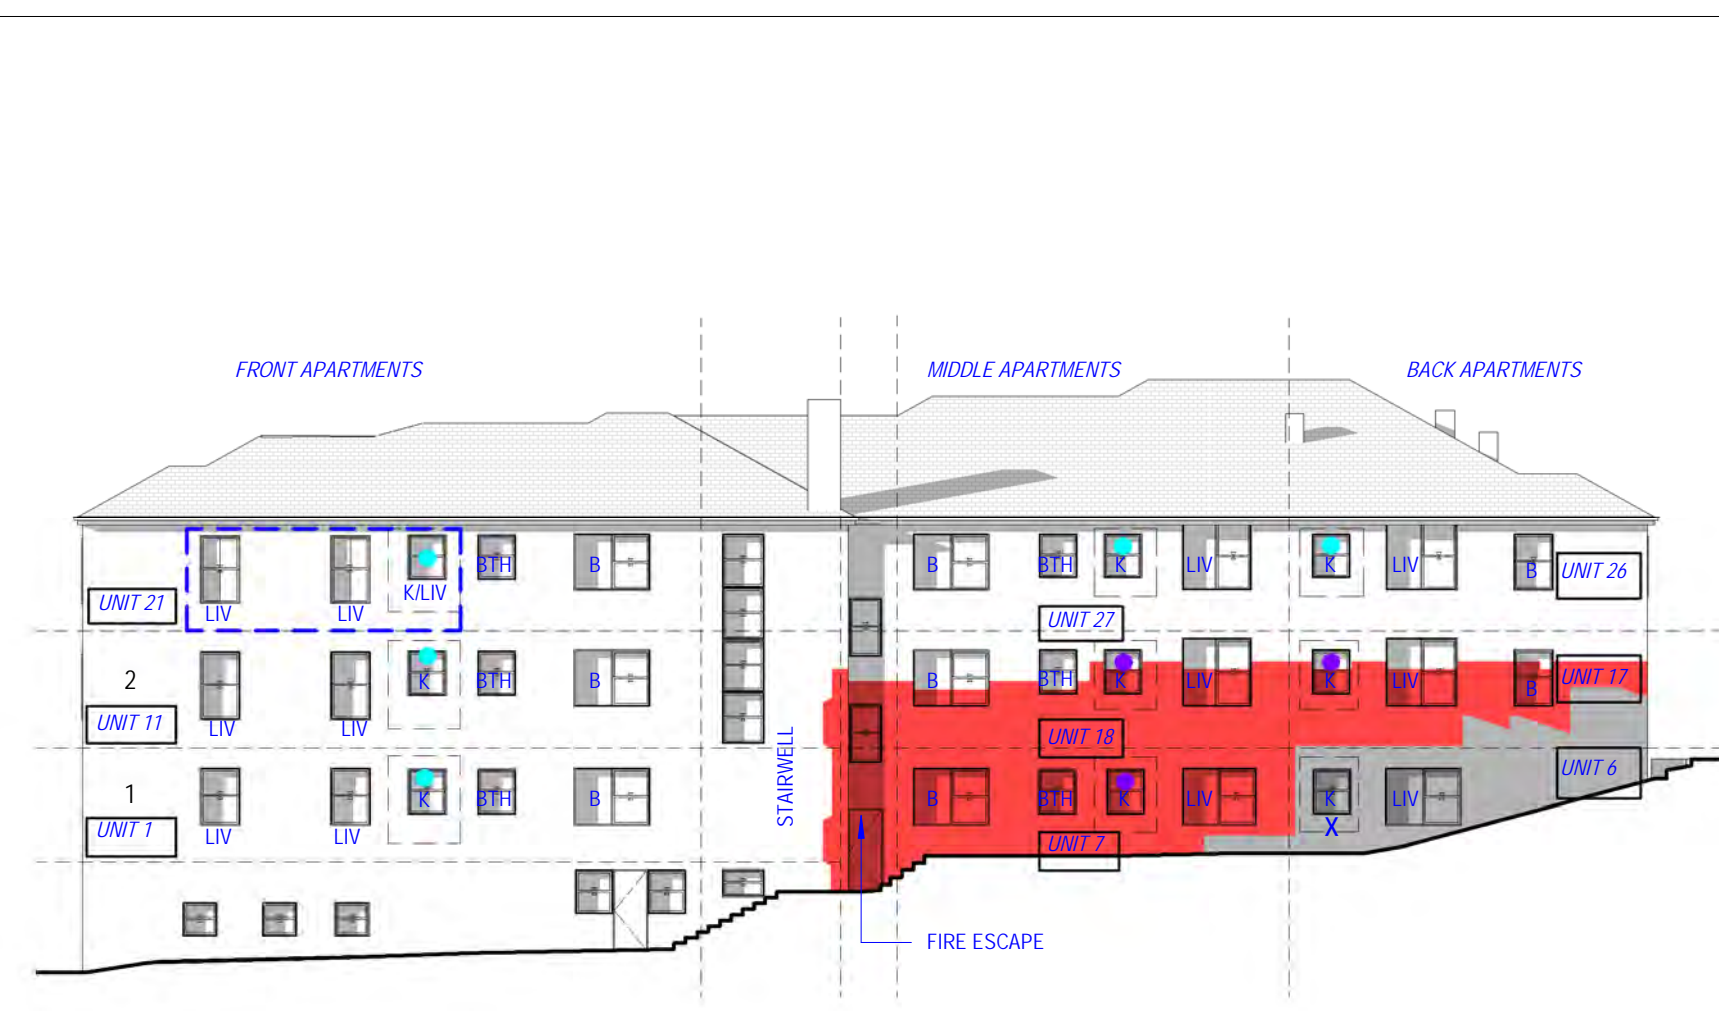 FRONT APARTMENTS MIDDLE APARTMENTS BACK APARTMENTS
BTH B B BTH K LIV K LIV B UNIT 26
K/LIV
UNIT 21 LIV LIV
UNIT 27
2 K BTH B B BTH K LIV K LIV B UNIT 17
UNIT 11 LIV LIV
UNIT 18
STAIRWELL
UNIT 6
1 K BTH B B BTH K LIV K LIV
UNIT 1 LIV LIV X
UNIT 7
FIRE ESCAPE